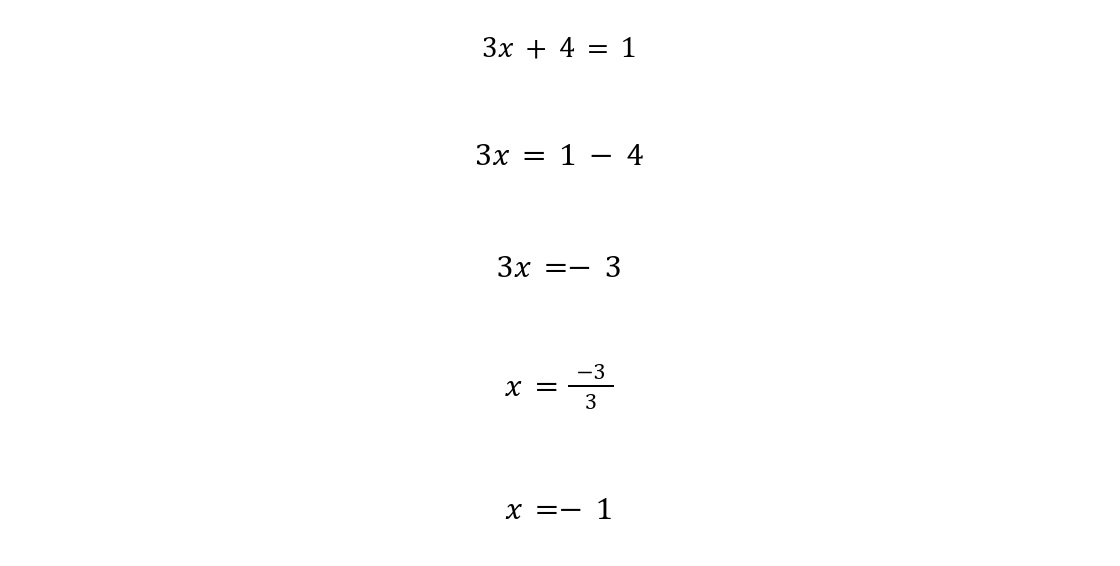 3x + 4 = 1
3x = 1 − 4
3x =− 3
x = −3/3
x =− 1